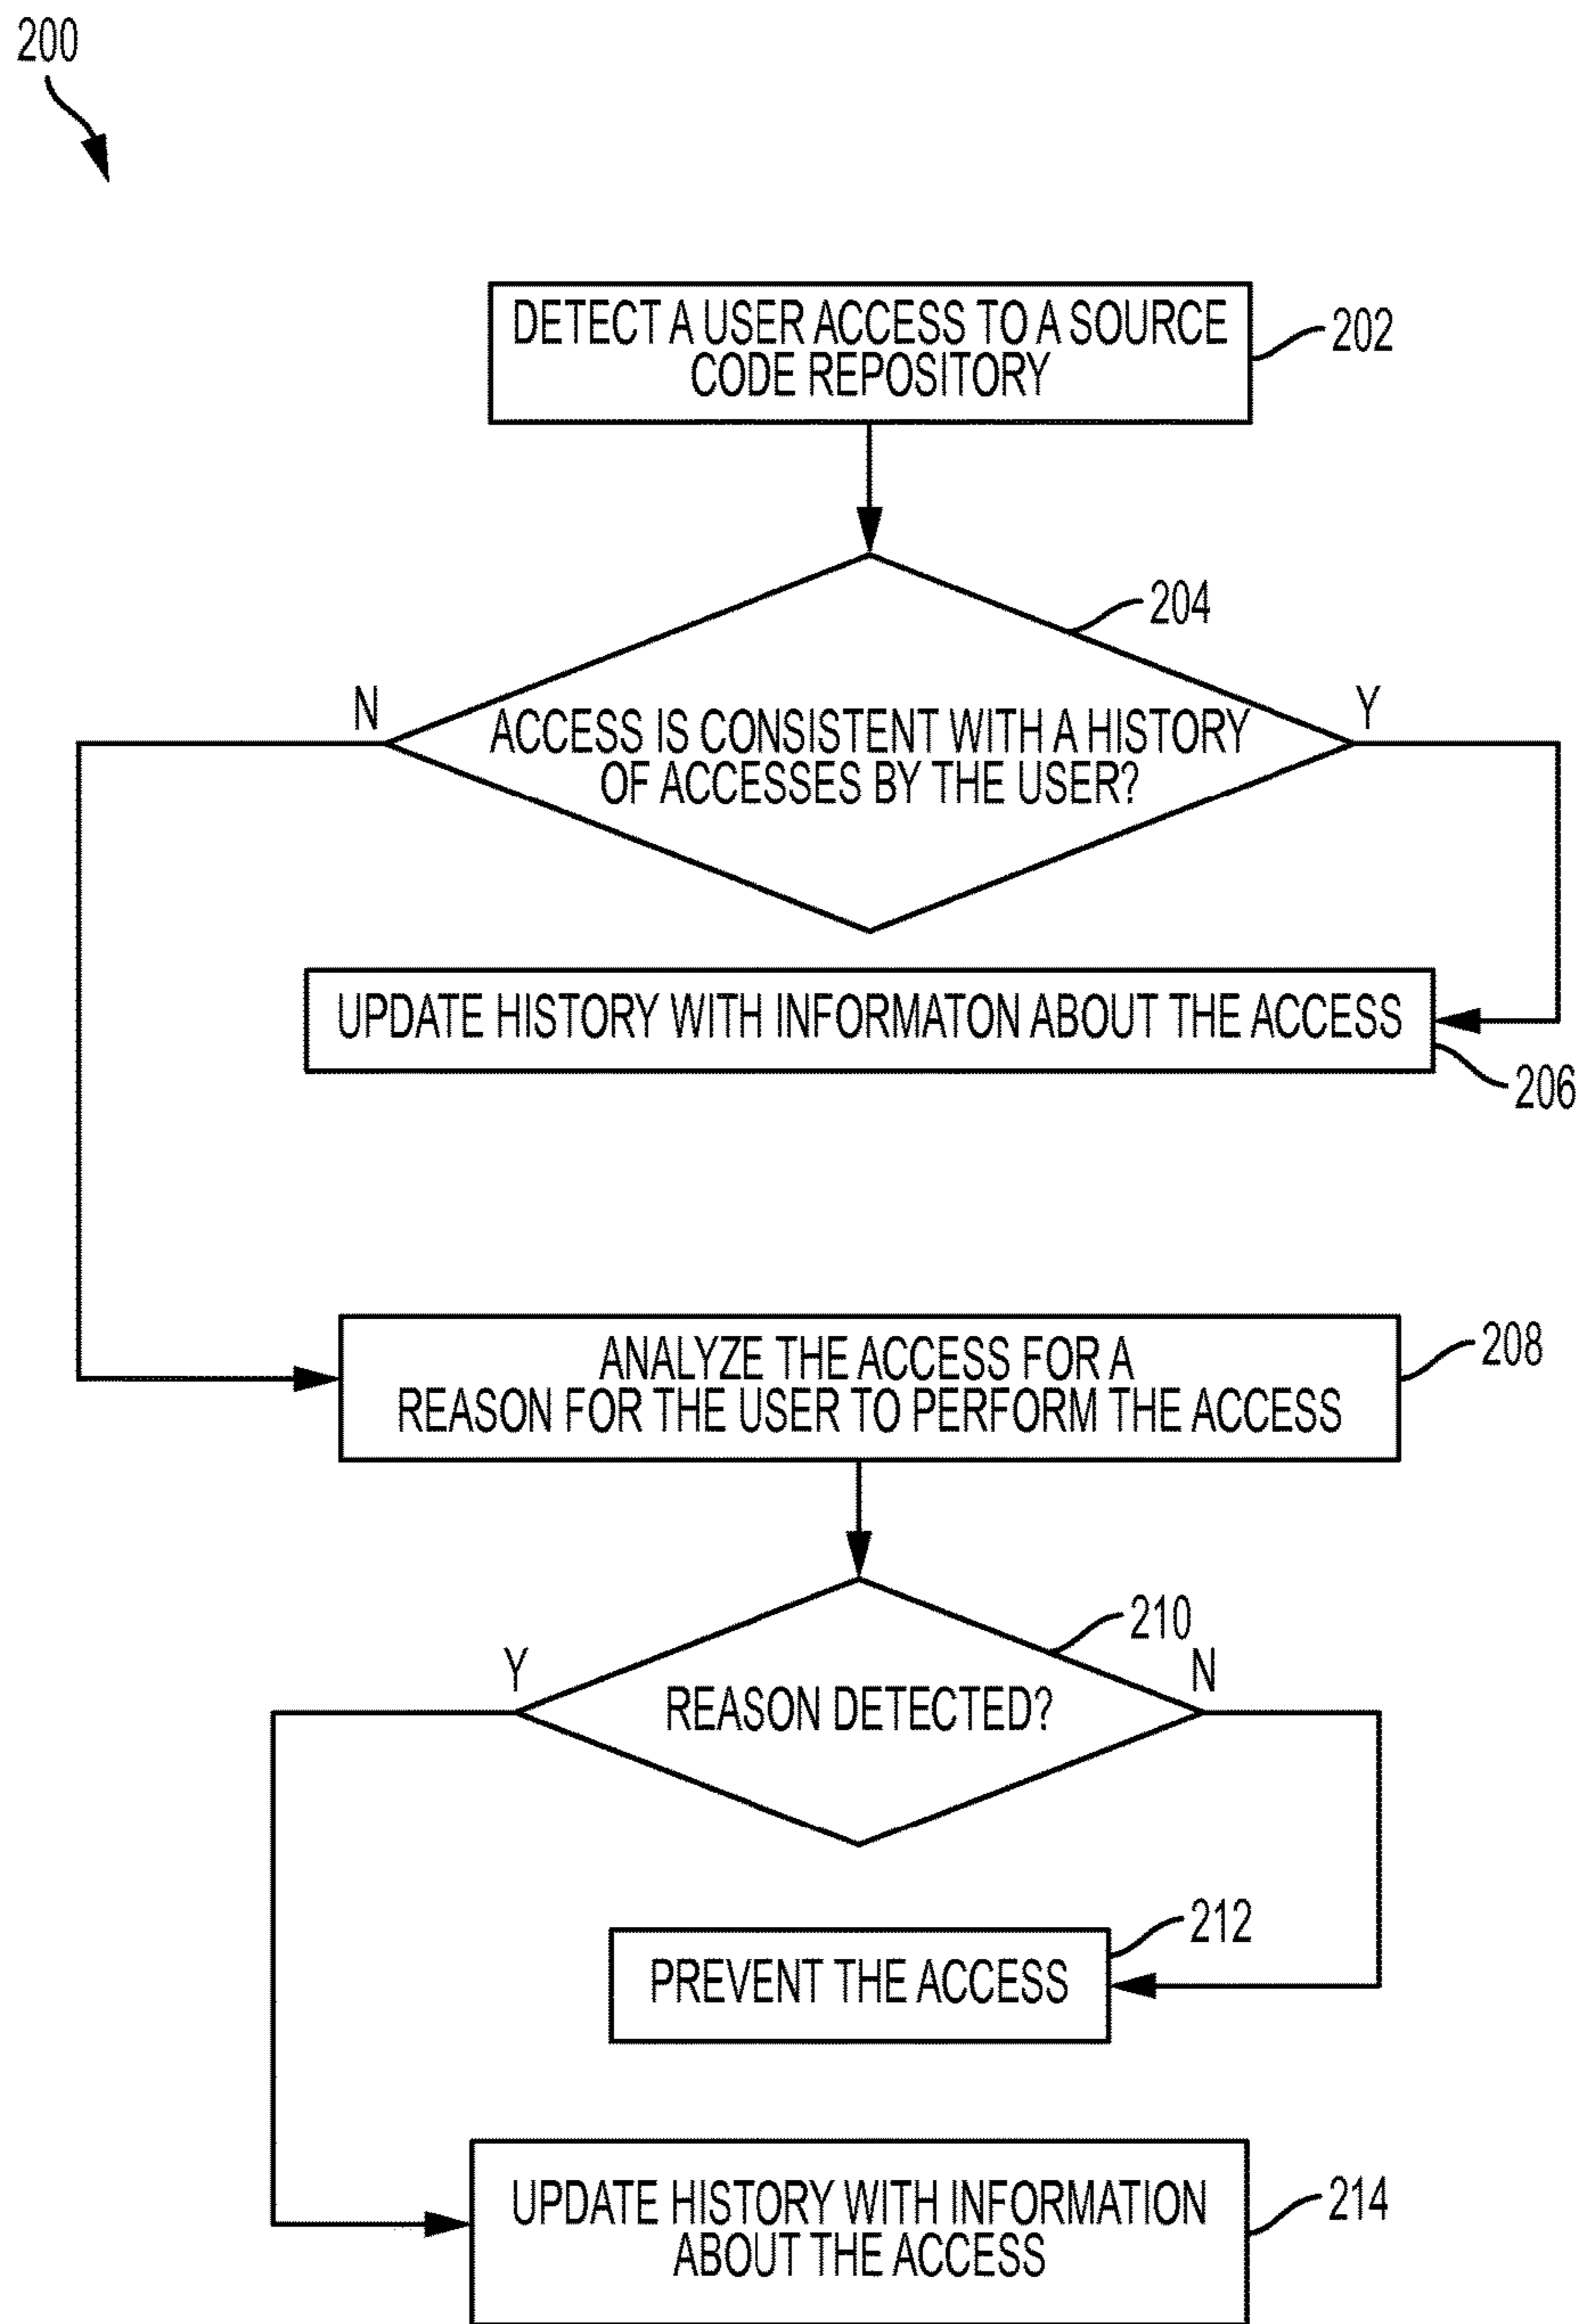 200
DETECT A USER ACCESS TO A SOURCE
CODE REPOSITORY
202
204
N
Y
ACCESS IS CONSISTENT WITH A HISTORY
OF ACCESSES BY THE USER?
UPDATE HISTORY WITH INFORMATON ABOUT THE ACCESS
206
ANALYZE THE ACCESS FOR A
REASON FOR THE USER TO PERFORM THE ACCESS
208
210
Y
N
REASON DETECTED?
212
PREVENT THE ACCESS
UPDATE HISTORY WITH INFORMATION
ABOUT THE ACCESS
214